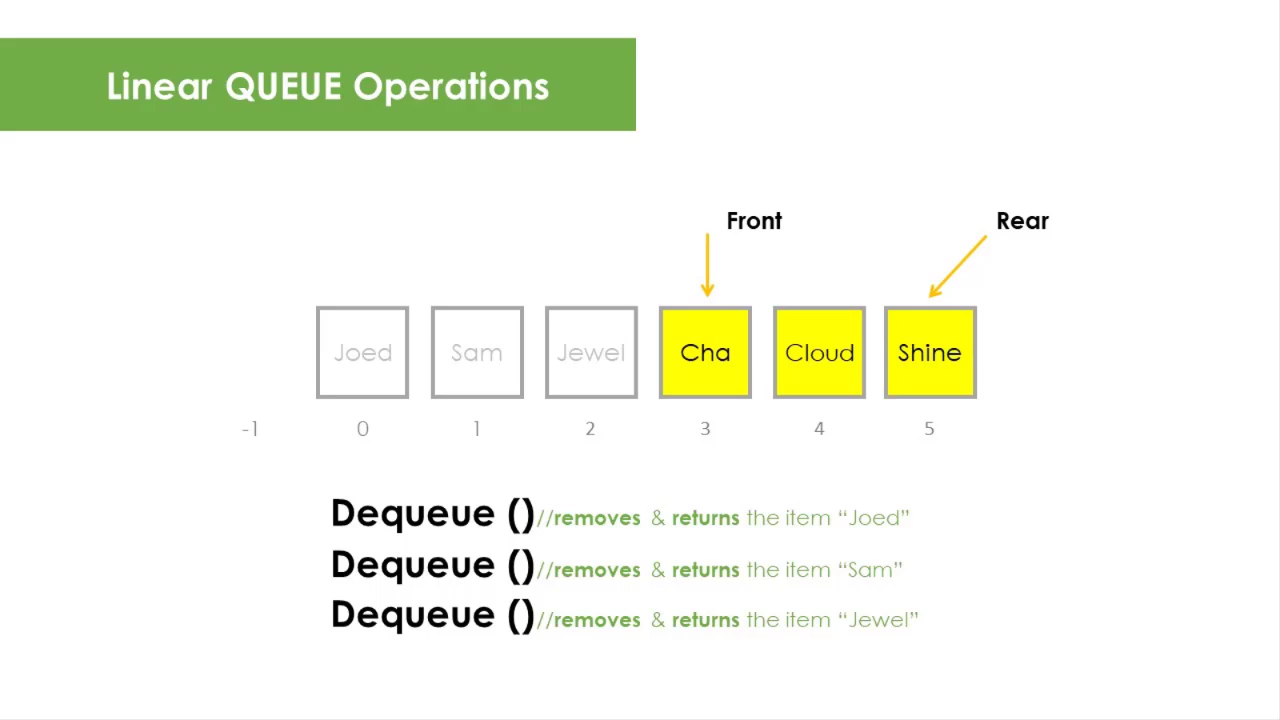 Linear QUEUE Operations
Front Rear
Joed Sam Jewel Cha Cloud Shine
-1 0 1 2 3 4 5
Dequeue ()//removes & returns the item “Joed”
Dequeue ()//removes & returns the item “Sam”
Dequeue ()//removes & returns the item “Jewel”